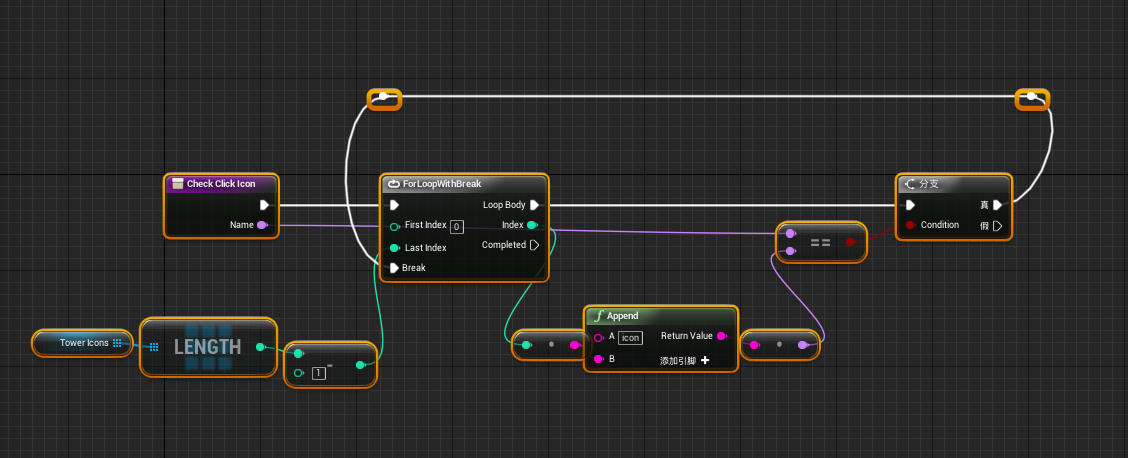 Check Click Icon
Name
ForLoopWithBreak
Loop Body
First Index 0
Index
Last Index
Completed
Break
分支
真
Condition
假
==
Tower Icons
LENGTH
-
1
Append
A icon
Return Value
B
添加引脚 +